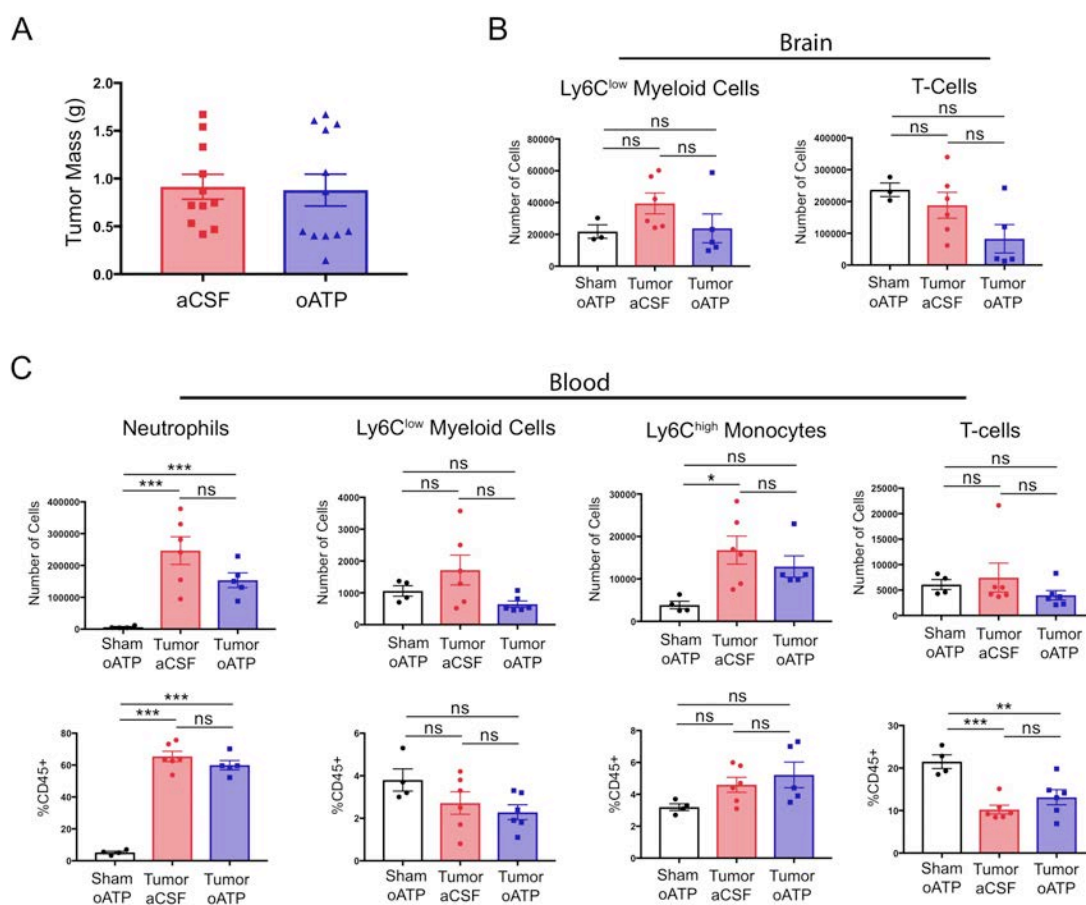 A
Tumor Mass (g)
2.0
1.5
1.0
0.5
0.0
aCSF
oATP
B
Brain
Ly6Clow Myeloid Cells
Number of Cells
80000
60000
40000
20000
0
ns
ns
ns
Sham
oATP
Tumor
aCSF
Tumor
oATP
T-Cells
Number of Cells
400000
300000
200000
100000
0
ns
ns
ns
Sham
oATP
Tumor
aCSF
Tumor
oATP
C
Blood
Neutrophils
Number of Cells
400000
300000
200000
100000
0
***
***
ns
Sham
oATP
Tumor
aCSF
Tumor
oATP
Ly6Clow Myeloid Cells
Number of Cells
4000
3000
2000
1000
0
ns
ns
ns
Sham
oATP
Tumor
aCSF
Tumor
oATP
Ly6Chigh Monocytes
Number of Cells
30000
20000
10000
0
ns
*
ns
Sham
oATP
Tumor
aCSF
Tumor
oATP
T-cells
Number of Cells
25000
20000
15000
10000
5000
0
ns
ns
ns
Sham
oATP
Tumor
aCSF
Tumor
oATP
%CD45+
80
60
40
20
0
***
***
ns
Sham
oATP
Tumor
aCSF
Tumor
oATP
%CD45+
8
6
4
2
0
ns
ns
ns
Sham
oATP
Tumor
aCSF
Tumor
oATP
%CD45+
8
6
4
2
0
ns
ns
ns
Sham
oATP
Tumor
aCSF
Tumor
oATP
%CD45+
30
20
10
0
**
***
ns
Sham
oATP
Tumor
aCSF
Tumor
oATP